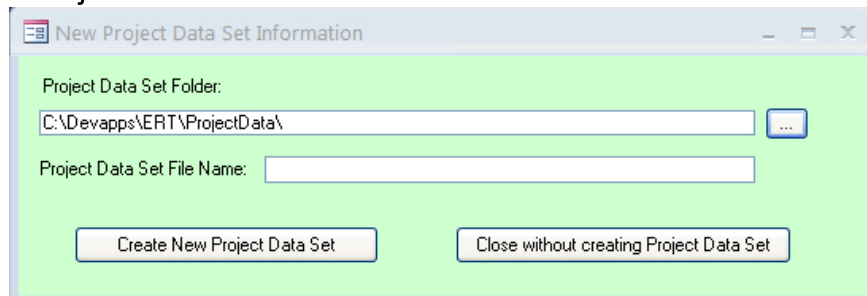 New Project Data Set Information
Project Data Set Folder:
C:\Devapps\ERT\ProjectData\
...
Project Data Set File Name:
Create New Project Data Set
Close without creating Project Data Set